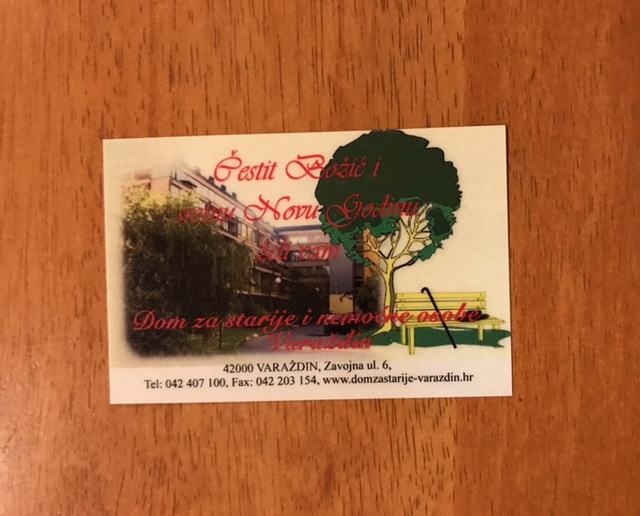 Čestit Božić i
sretnu Novu Godinu
želi vam
Dom za starije i nemoćne osobe
Varaždin
42000 VARAŽDIN, Zavojna ul. 6,
Tel: 042 407 100, Fax: 042 203 154, www.domzastarije-varazdin.hr